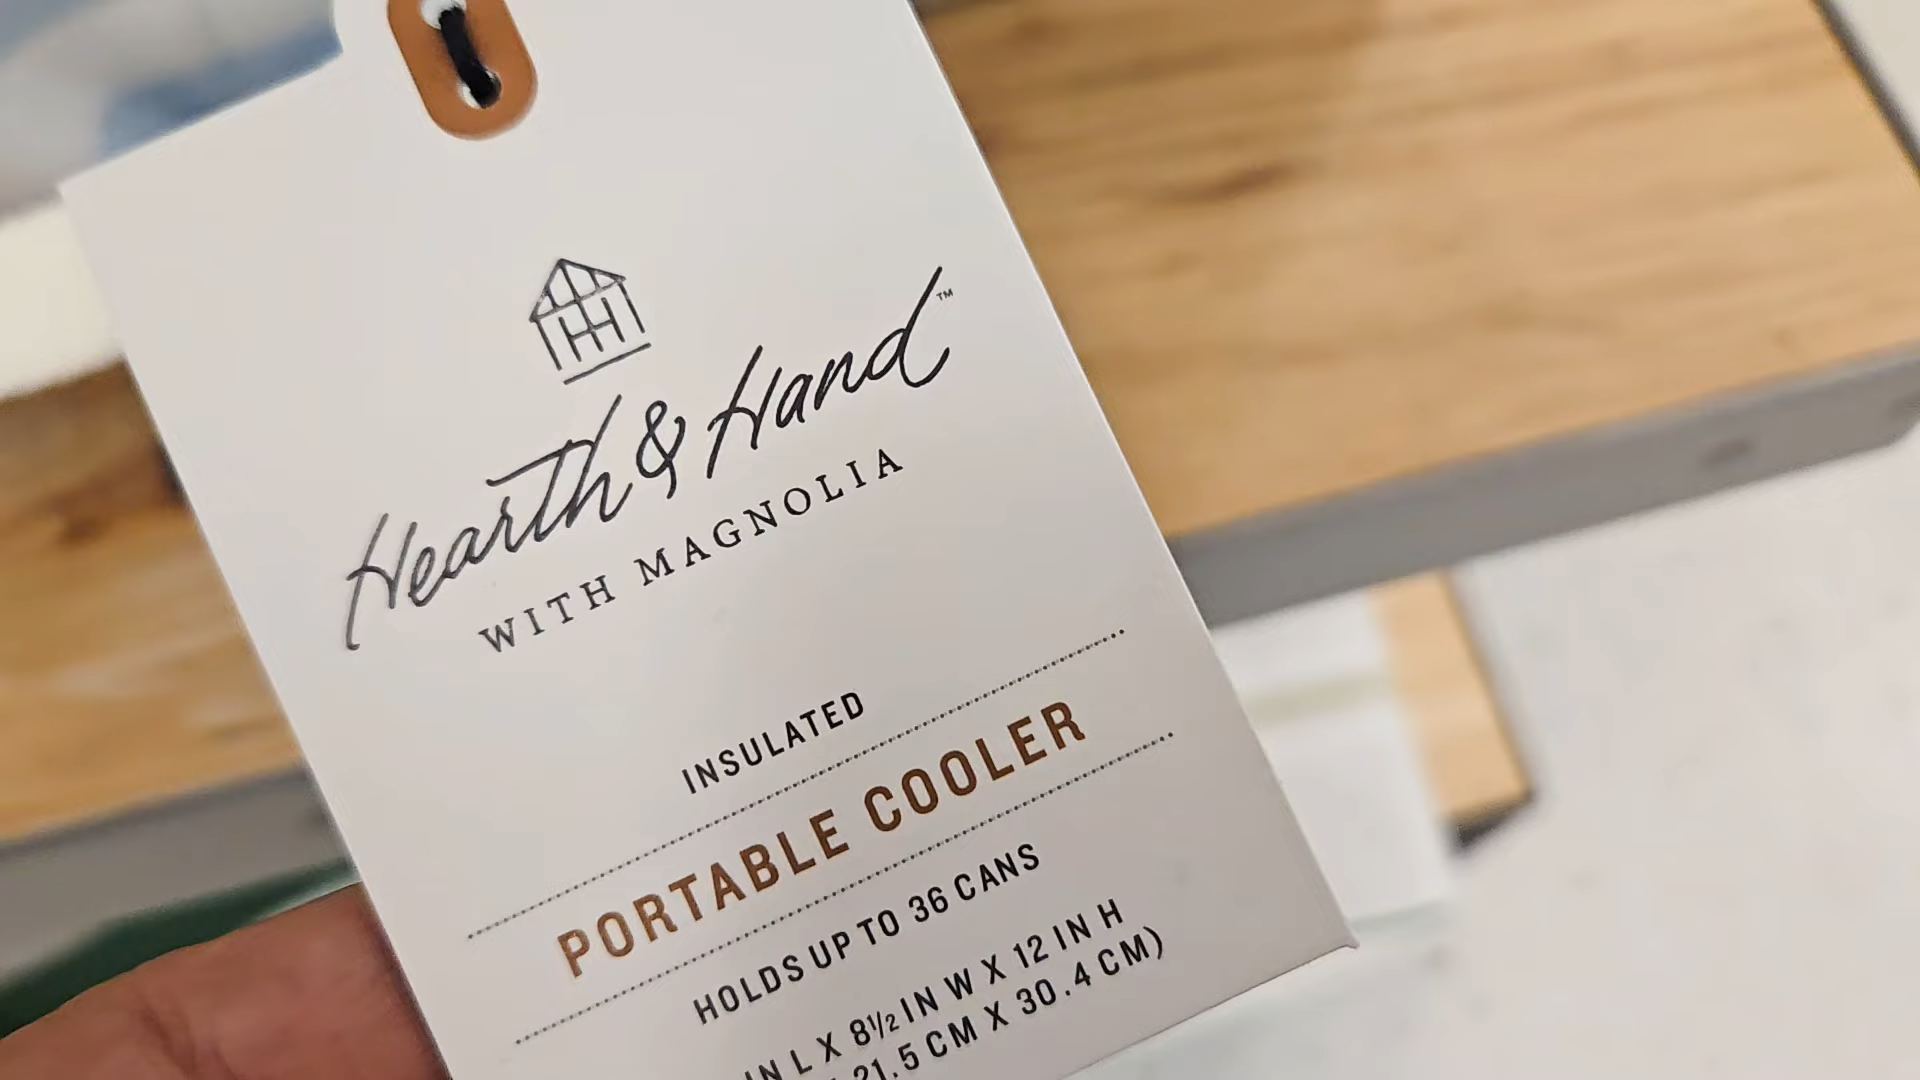 HH
Hearth & Hand™
WITH MAGNOLIA
INSULATED
PORTABLE COOLER
HOLDS UP TO 36 CANS
IN L X 8½ IN W X 12 IN H
21.5 CM X 30.4 CM)